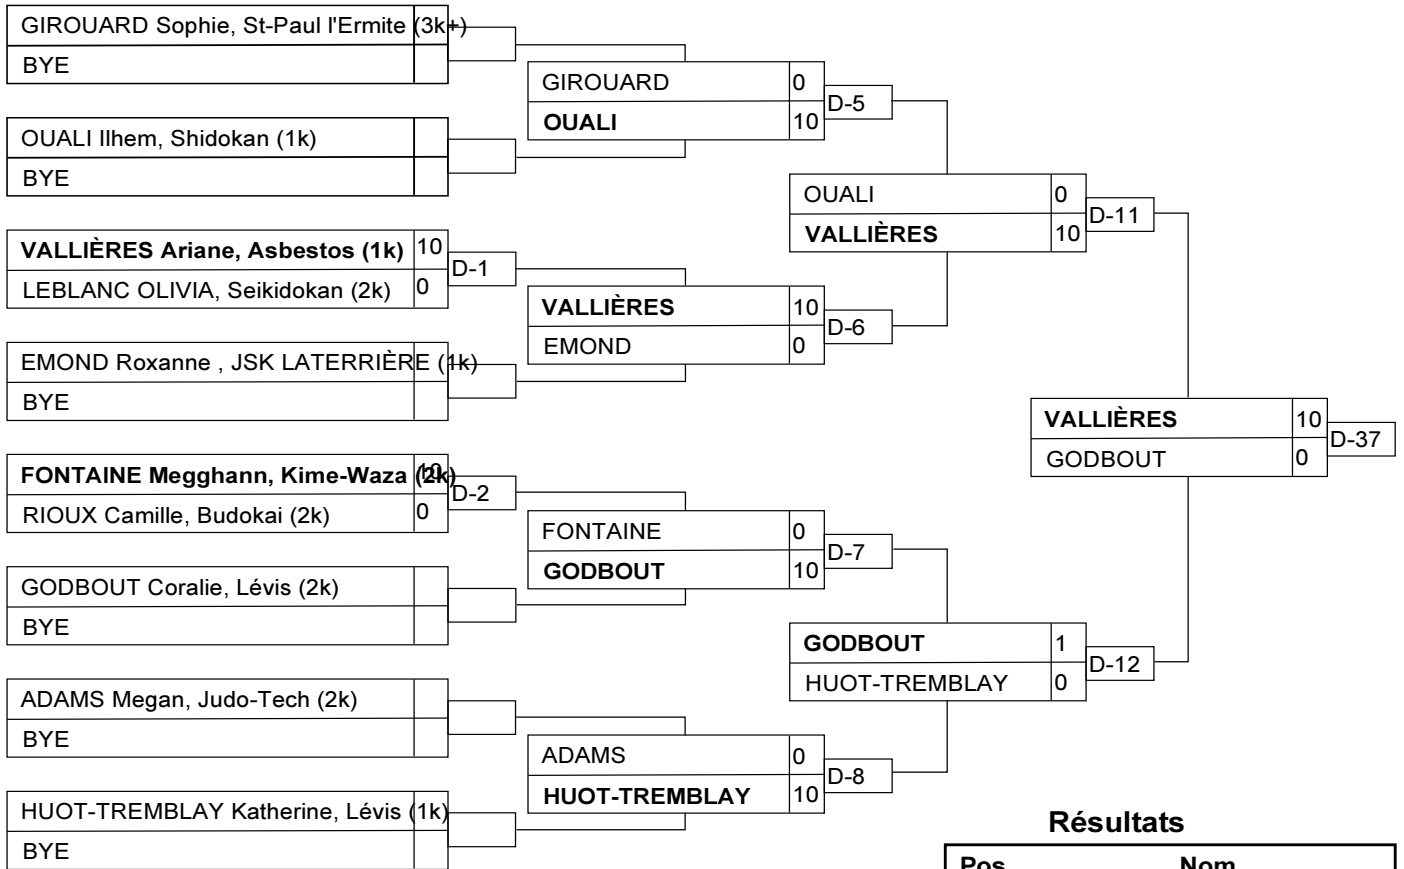 GIROUARD Sophie, St-Paul l'Ermite (3k+)
BYE
OUALI Ilhem, Shidokan (1k)
BYE
VALLIÈRES Ariane, Asbestos (1k) 10
LEBLANC OLIVIA, Seikidokan (2k) 0
D-1
EMOND Roxanne , JSK LATERRIÈRE (1k)
BYE
FONTAINE Megghann, Kime-Waza (2k) 10
RIOUX Camille, Budokai (2k) 0
D-2
GODBOUT Coralie, Lévis (2k)
BYE
ADAMS Megan, Judo-Tech (2k)
BYE
HUOT-TREMBLAY Katherine, Lévis (1k)
BYE
GIROUARD 0
OUALI 10
D-5
VALLIÈRES 10
EMOND 0
D-6
FONTAINE 0
GODBOUT 10
D-7
ADAMS 0
HUOT-TREMBLAY 10
D-8
OUALI 0
VALLIÈRES 10
D-11
GODBOUT 1
HUOT-TREMBLAY 0
D-12
VALLIÈRES 10
GODBOUT 0
D-37
Résultats
Pos Nom